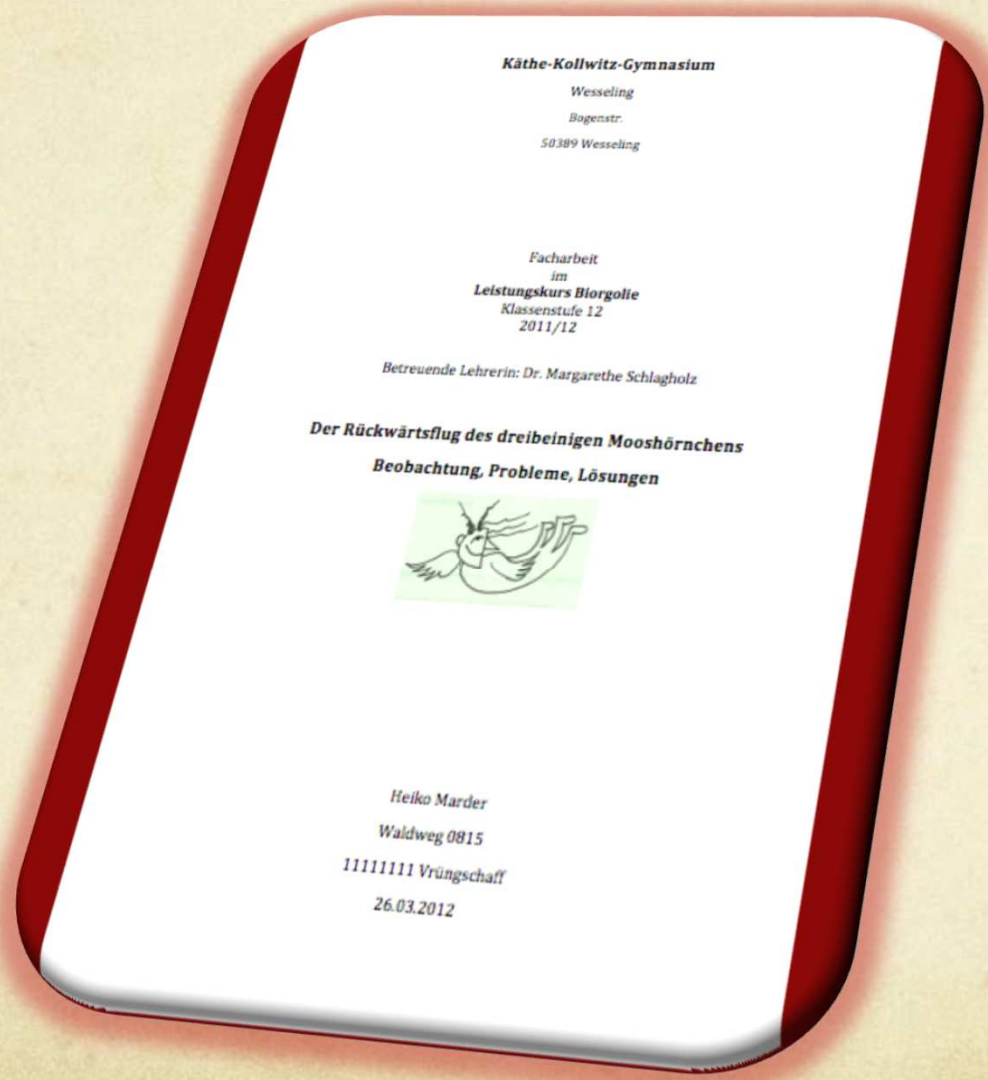 Käthe-Kollwitz-Gymnasium
Wesseling
Bogenstr.
50389 Wesseling
Facharbeit
im
Leistungskurs Biorgolie
Klassenstufe 12
2011/12
Betreuende Lehrerin: Dr. Margarethe Schlagholz
Der Rückwärtsflug des dreibeinigen Mooshörnchens
Beobachtung, Probleme, Lösungen
Heiko Marder
Waldweg 0815
11111111 Vrüngschaff
26.03.2012